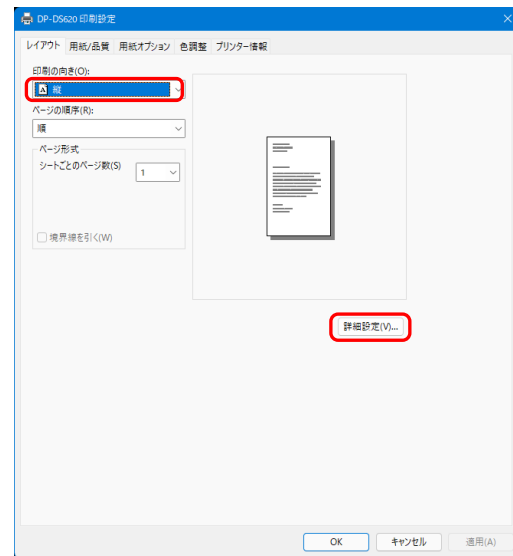 DP-DS620 印刷設定
レイアウト 用紙/品質 用紙オプション 色調整 プリンター情報
印刷の向き(O):
A 縦
ページの順序(R):
順
ページ形式
シートごとのページ数(S) 1
境界線を引く(W)
詳細設定(V)...
OK キャンセル 適用(A)